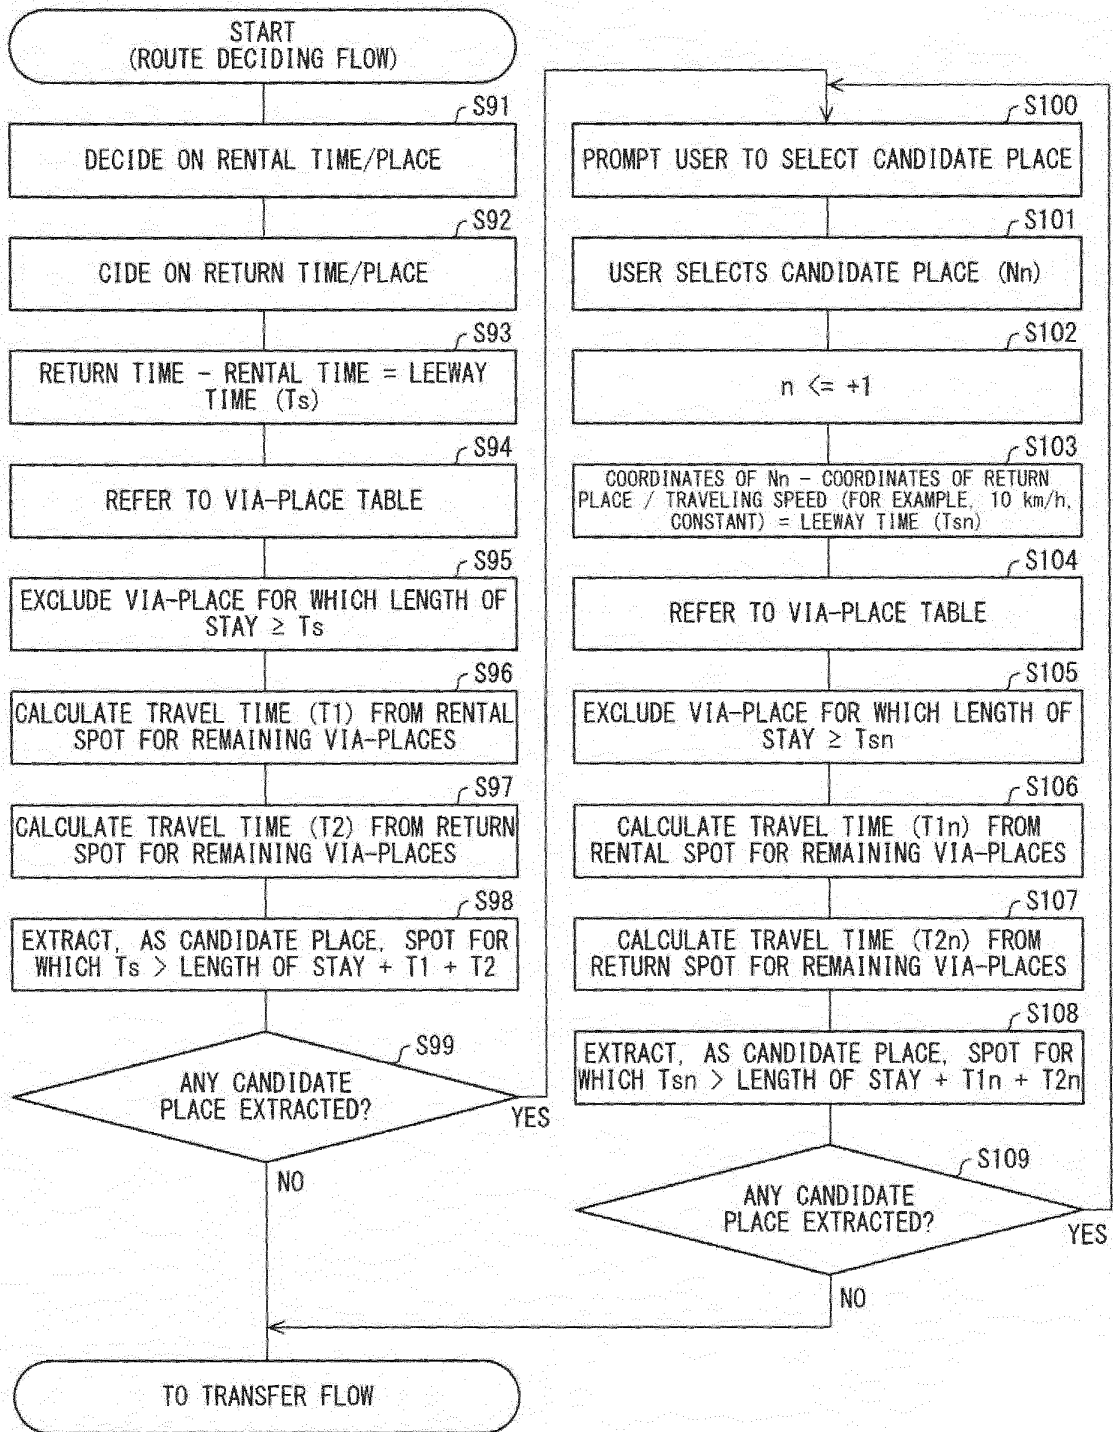 START
(ROUTE DECIDING FLOW)
S91
DECIDE ON RENTAL TIME/PLACE
S92
CIDE ON RETURN TIME/PLACE
S93
RETURN TIME - RENTAL TIME = LEEWAY
TIME (Ts)
S94
REFER TO VIA-PLACE TABLE
S95
EXCLUDE VIA-PLACE FOR WHICH LENGTH OF
STAY ≥ Ts
S96
CALCULATE TRAVEL TIME (T1) FROM RENTAL
SPOT FOR REMAINING VIA-PLACES
S97
CALCULATE TRAVEL TIME (T2) FROM RETURN
SPOT FOR REMAINING VIA-PLACES
S98
EXTRACT, AS CANDIDATE PLACE, SPOT FOR
WHICH Ts > LENGTH OF STAY + T1 + T2
S99
ANY CANDIDATE
PLACE EXTRACTED?
YES
NO
S100
PROMPT USER TO SELECT CANDIDATE PLACE
S101
USER SELECTS CANDIDATE PLACE (Nn)
S102
n <= +1
S103
COORDINATES OF Nn - COORDINATES OF RETURN
PLACE / TRAVELING SPEED (FOR EXAMPLE, 10 km/h,
CONSTANT) = LEEWAY TIME (Tsn)
S104
REFER TO VIA-PLACE TABLE
S105
EXCLUDE VIA-PLACE FOR WHICH LENGTH OF
STAY ≥ Tsn
S106
CALCULATE TRAVEL TIME (T1n) FROM
RENTAL SPOT FOR REMAINING VIA-PLACES
S107
CALCULATE TRAVEL TIME (T2n) FROM
RETURN SPOT FOR REMAINING VIA-PLACES
S108
EXTRACT, AS CANDIDATE PLACE, SPOT FOR
WHICH Tsn > LENGTH OF STAY + T1n + T2n
S109
ANY CANDIDATE
PLACE EXTRACTED?
YES
NO
TO TRANSFER FLOW